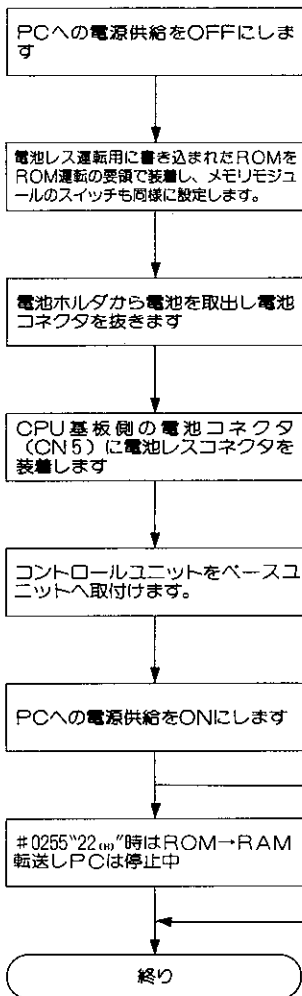 PCへの電源供給をOFFにしま
す
電池レス運転用に書き込まれたROMを
ROM運転の要領で装着し、メモリモジ
ュールのスイッチも同様に設定します。
電池ホルダから電池を取出し電池
コネクタを抜きます
CPU基板側の電池コネクタ
(CN5)に電池レスコネクタを
装着します
コントロールユニットをベースユ
ニットへ取付けます。
PCへの電源供給をONにします
#0255"22(H)"時はROM→RAM
転送しPCは停止中
終り